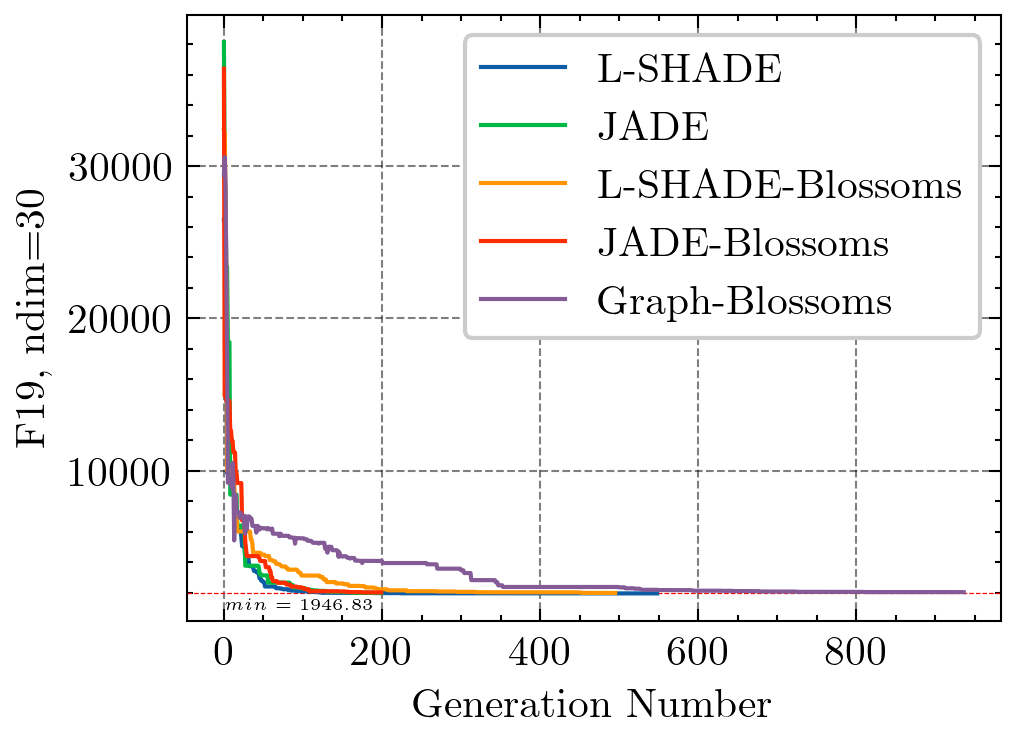 F19, ndim=30
30000
20000
10000
L-SHADE
JADE
L-SHADE-Blossoms
JADE-Blossoms
Graph-Blossoms
min = 1946.83
0
200
400
600
800
Generation Number